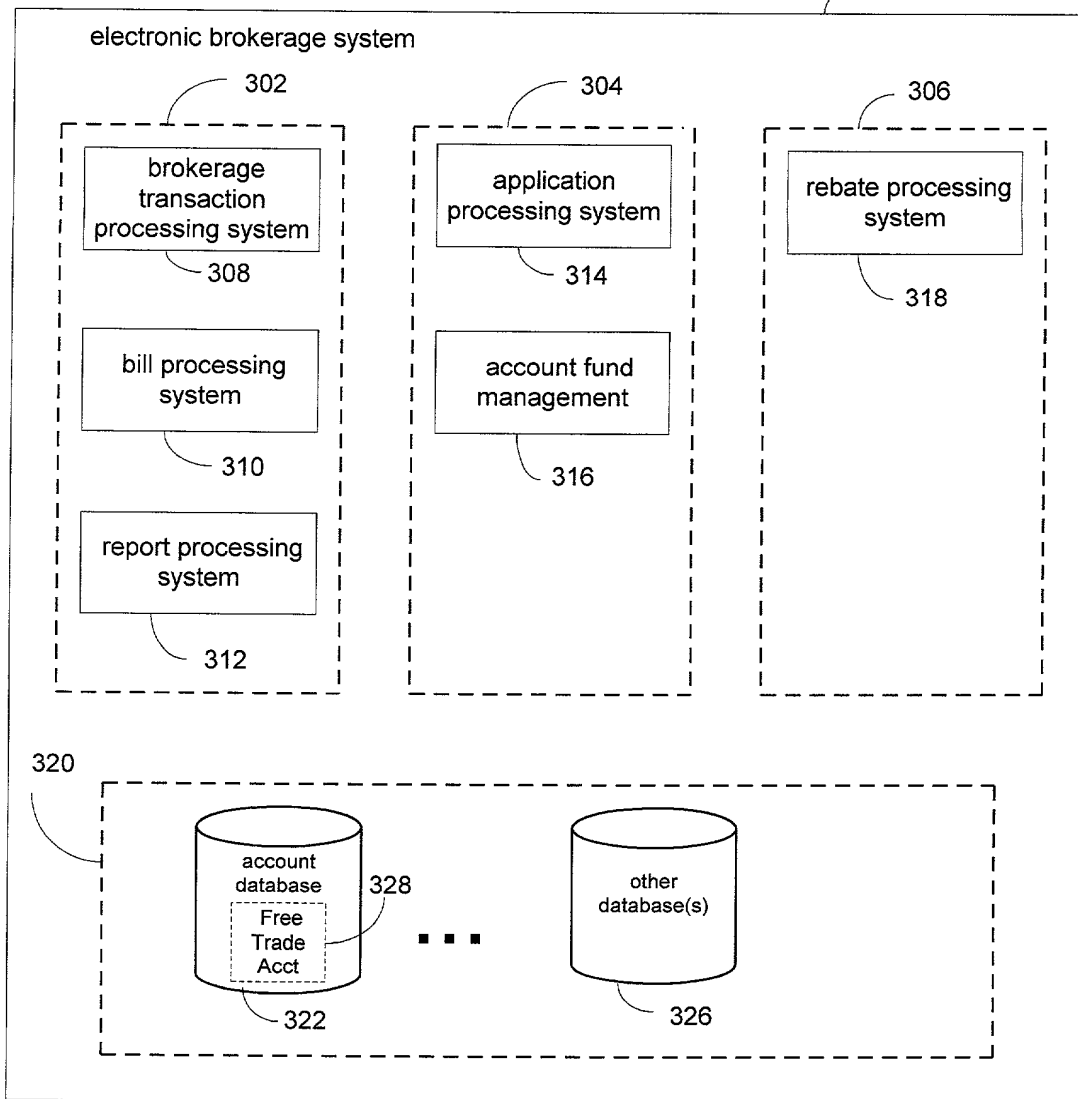 electronic brokerage system
302
304
306
brokerage
transaction
processing system
308
application
processing system
314
rebate processing
system
318
bill processing
system
310
account fund
management
316
report processing
system
312
320
account
database
328
Free
Trade
Acct
322
other
database(s)
326